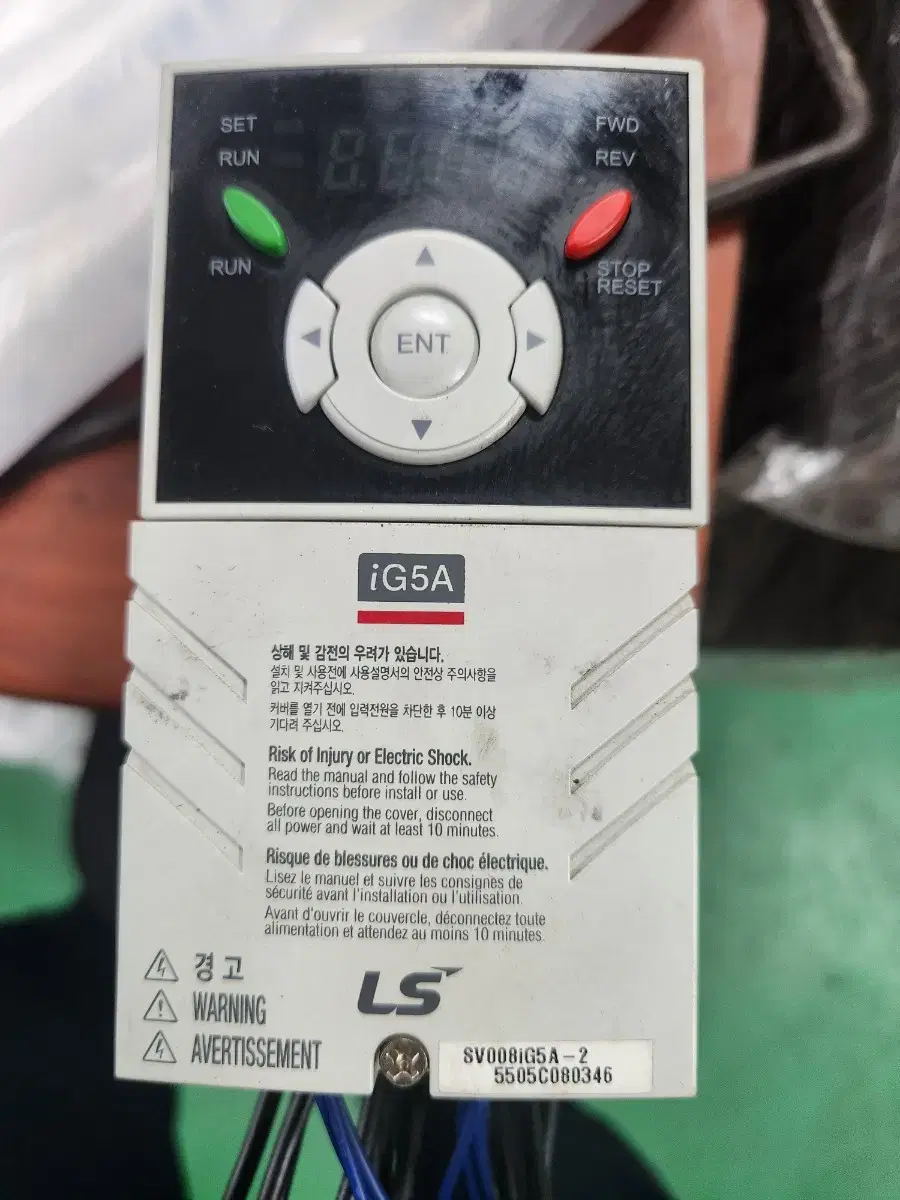 SET
FWD
RUN
REV
RUN
STOP
RESET
ENT
iG5A
상해 및 감전의 우려가 있습니다.
설치 및 사용전에 사용설명서의 안전상 주의사항을
읽고 지켜주십시오.
커버를 열기 전에 입력전원을 차단한 후 10분 이상
기다려 주십시오.
Risk of Injury or Electric Shock.
Read the manual and follow the safety
instructions before install or use.
Before opening the cover, disconnect
all power and wait at least 10 minutes.
Risque de blessures ou de choc électrique.
Lisez le manuel et suivre les consignes de
sécurité avant l'installation ou l'utilisation.
Avant d'ouvrir le couvercle, déconnectez toute
alimentation et attendez au moins 10 minutes.
경 고
WARNING
AVERTISSEMENT
LS
SV008iG5A-2
5505C080346